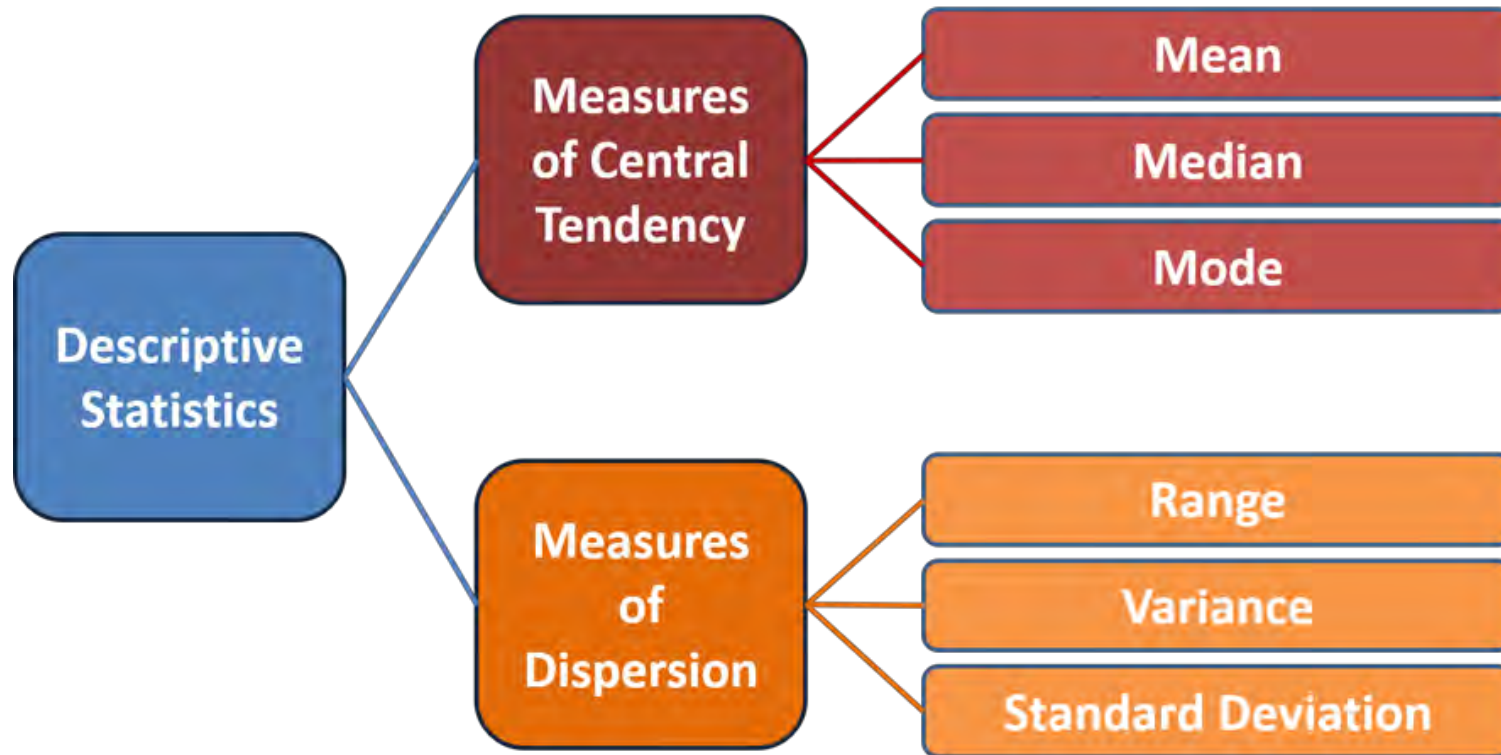 Descriptive
Statistics
Measures
of Central
Tendency
Mean
Median
Mode
Measures
of
Dispersion
Range
Variance
Standard Deviation